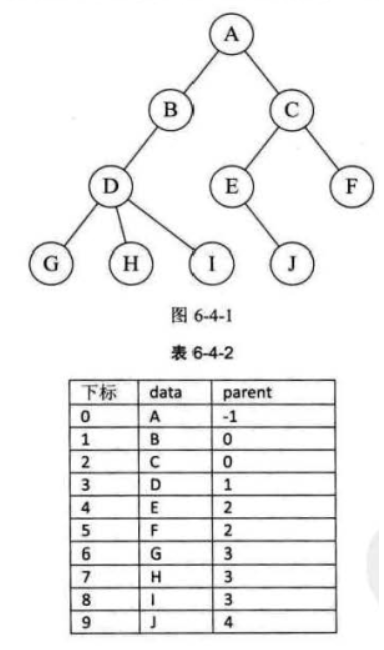 A
B C
D E F
G H I J
图 6-4-1
表 6-4-2
下标 data parent
0 A -1
1 B 0
2 C 0
3 D 1
4 E 2
5 F 2
6 G 3
7 H 3
8 I 3
9 J 4